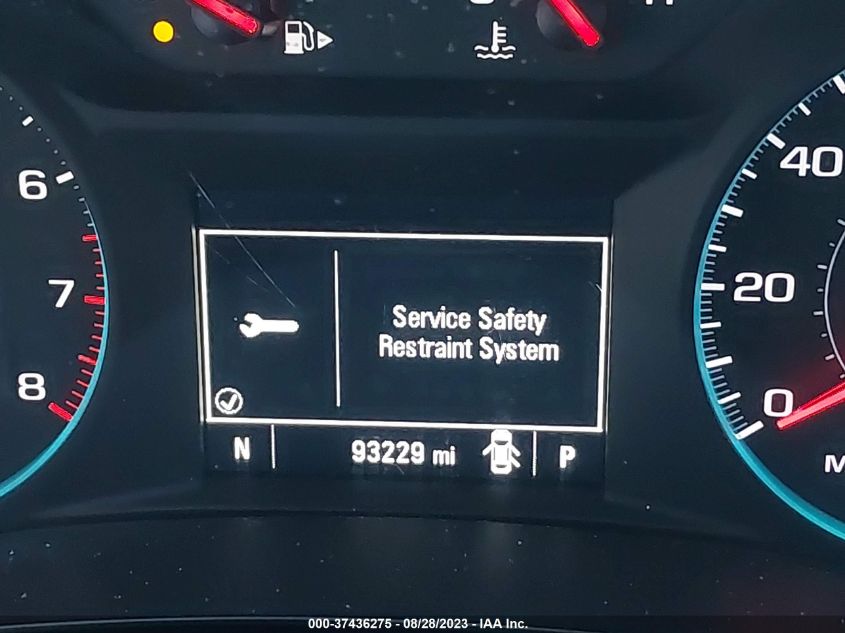 6
7
8
40
20
0
Service Safety
Restraint System
N 93229 mi P
000-37436275 - 08/28/2023 - IAA Inc.